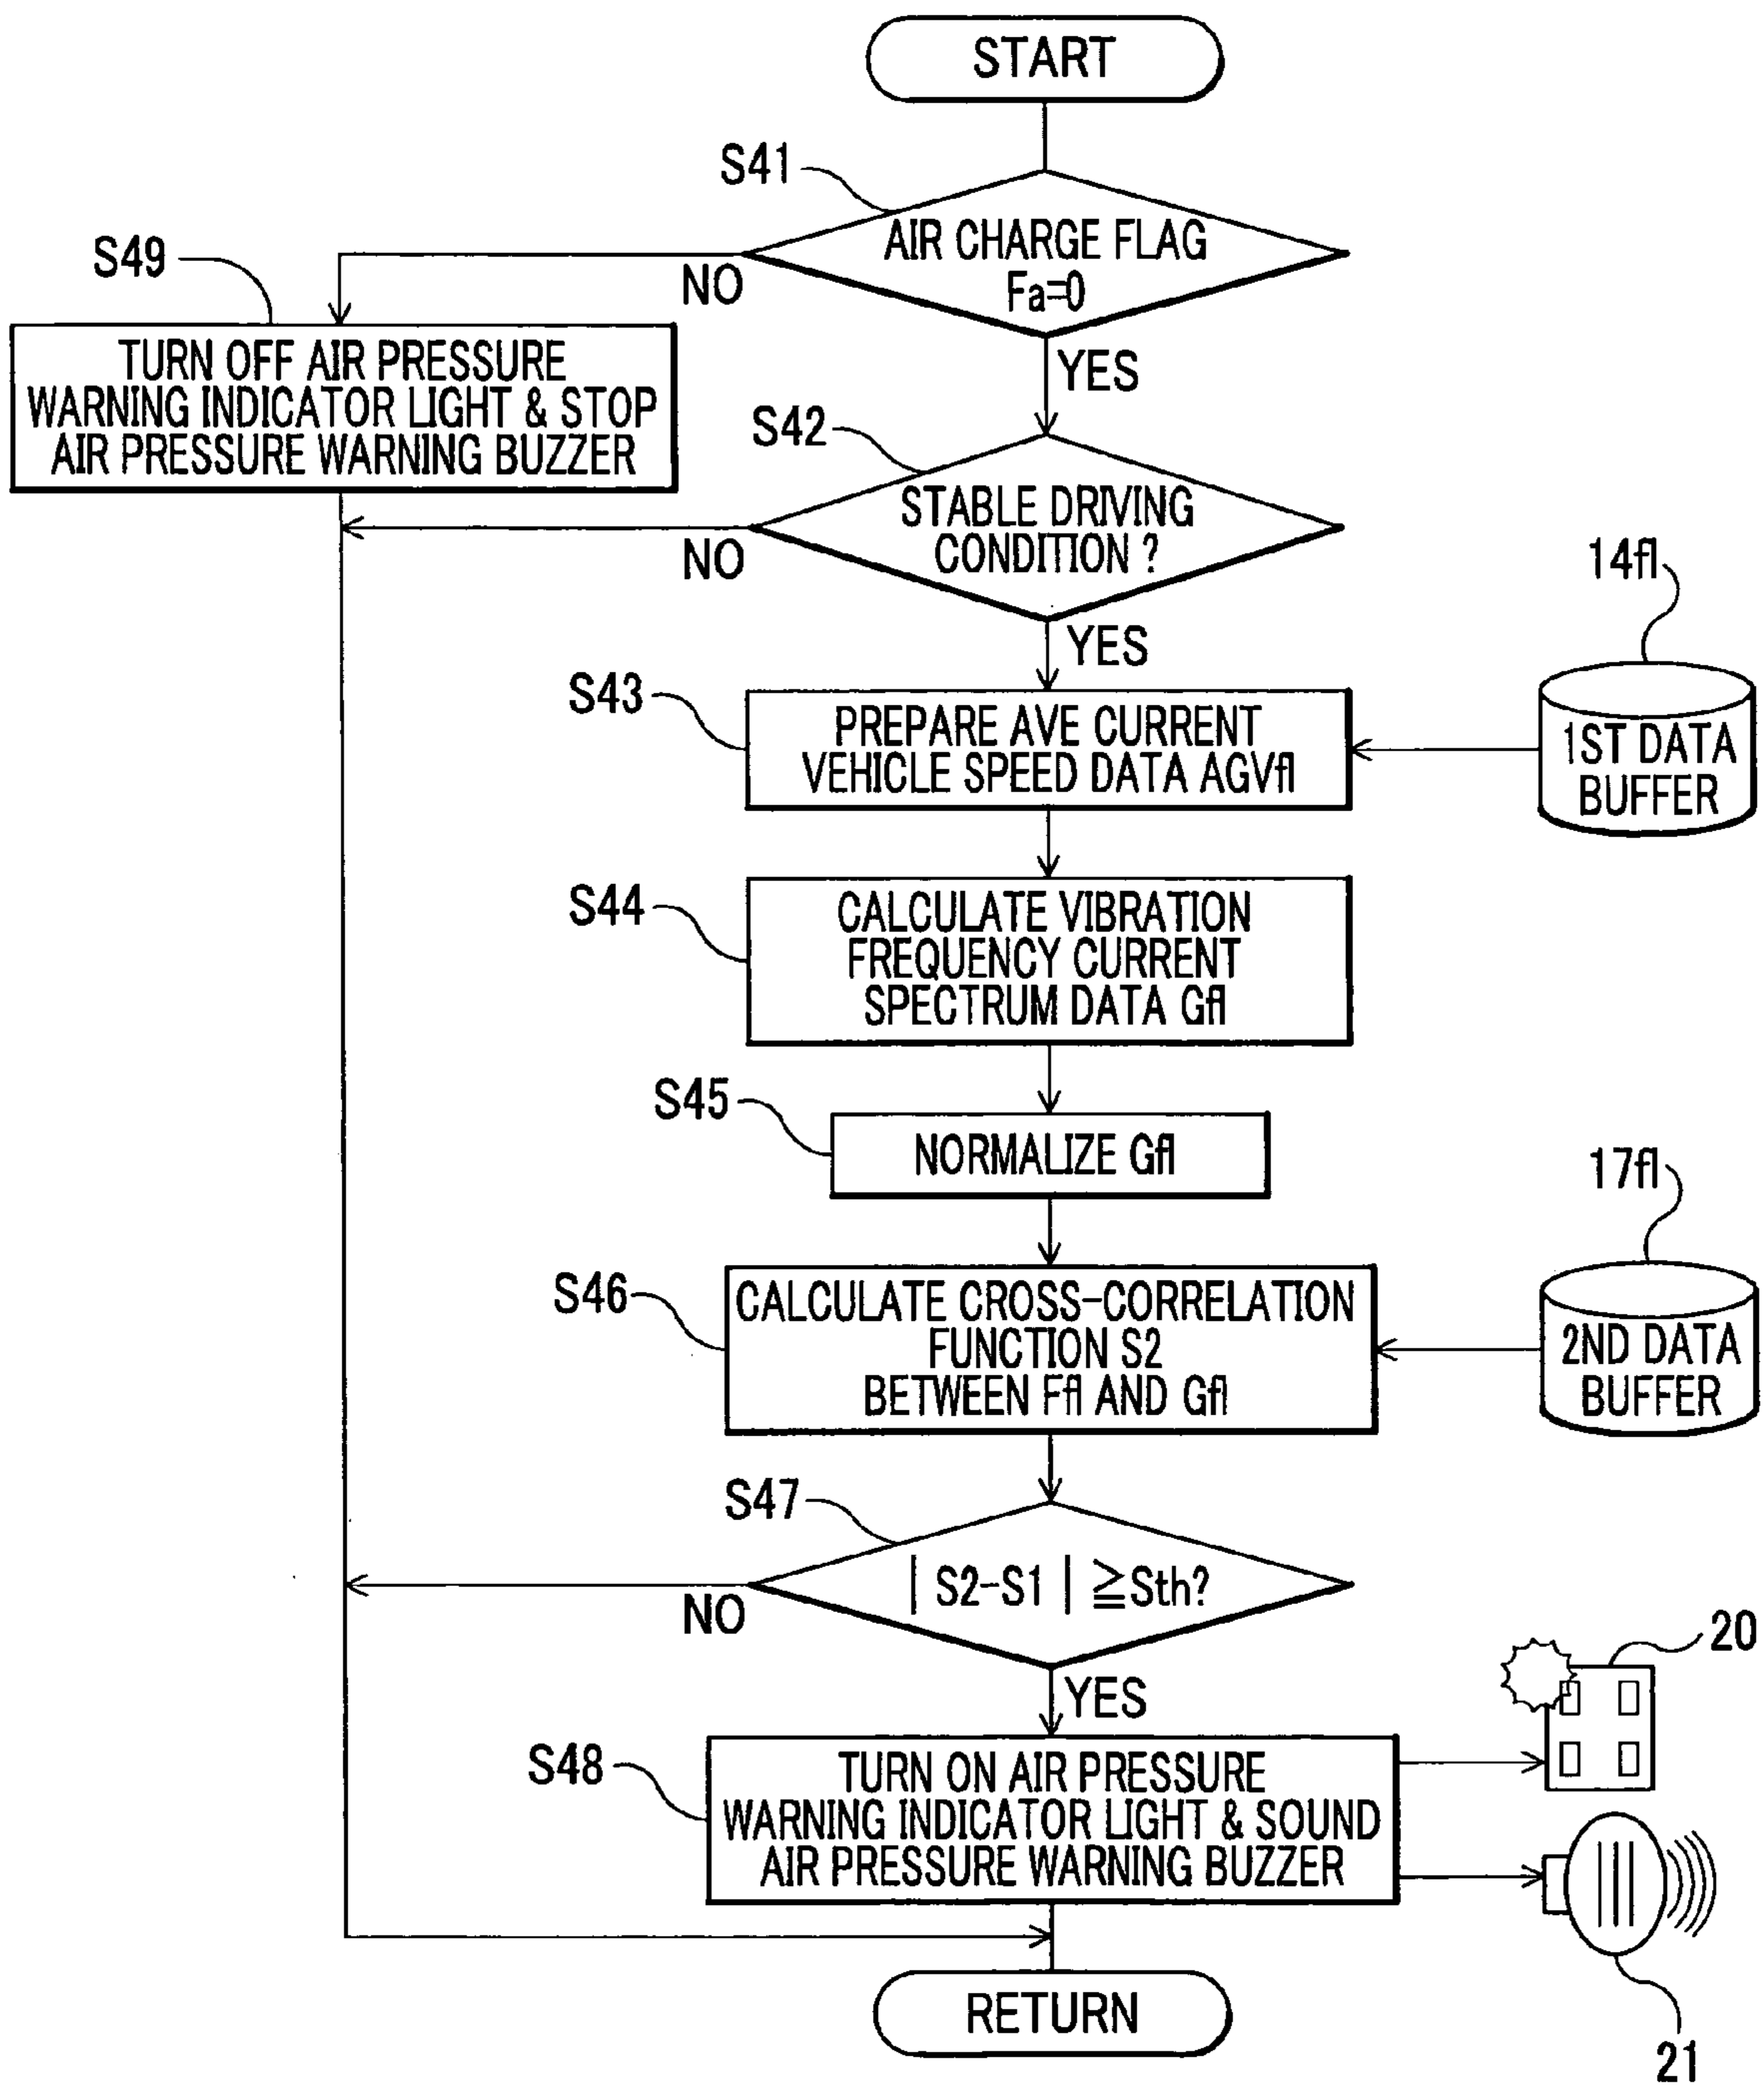 START
S41
AIR CHARGE FLAG
Fa=0
NO
YES
S49
TURN OFF AIR PRESSURE
WARNING INDICATOR LIGHT & STOP
AIR PRESSURE WARNING BUZZER
S42
STABLE DRIVING
CONDITION ?
NO
YES
14fl
1ST DATA
BUFFER
S43
PREPARE AVE CURRENT
VEHICLE SPEED DATA AGVfl
S44
CALCULATE VIBRATION
FREQUENCY CURRENT
SPECTRUM DATA Gfl
S45
NORMALIZE Gfl
17fl
2ND DATA
BUFFER
S46
CALCULATE CROSS-CORRELATION
FUNCTION S2
BETWEEN Ffl AND Gfl
S47
| S2-S1 | ≧Sth?
NO
YES
20
S48
TURN ON AIR PRESSURE
WARNING INDICATOR LIGHT & SOUND
AIR PRESSURE WARNING BUZZER
21
RETURN